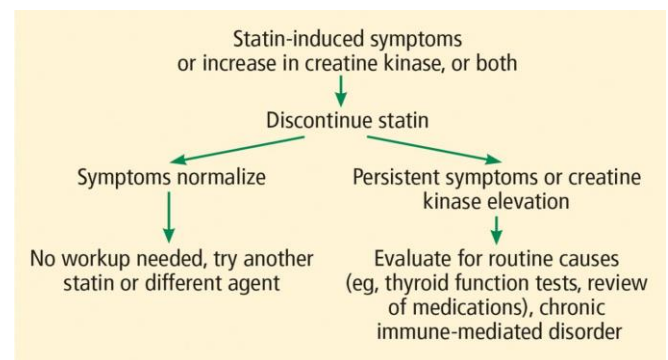 Statin-induced symptoms
or increase in creatine kinase, or both
Discontinue statin
Symptoms normalize
Persistent symptoms or creatine
kinase elevation
No workup needed, try another
statin or different agent
Evaluate for routine causes
(eg, thyroid function tests, review
of medications), chronic
immune-mediated disorder